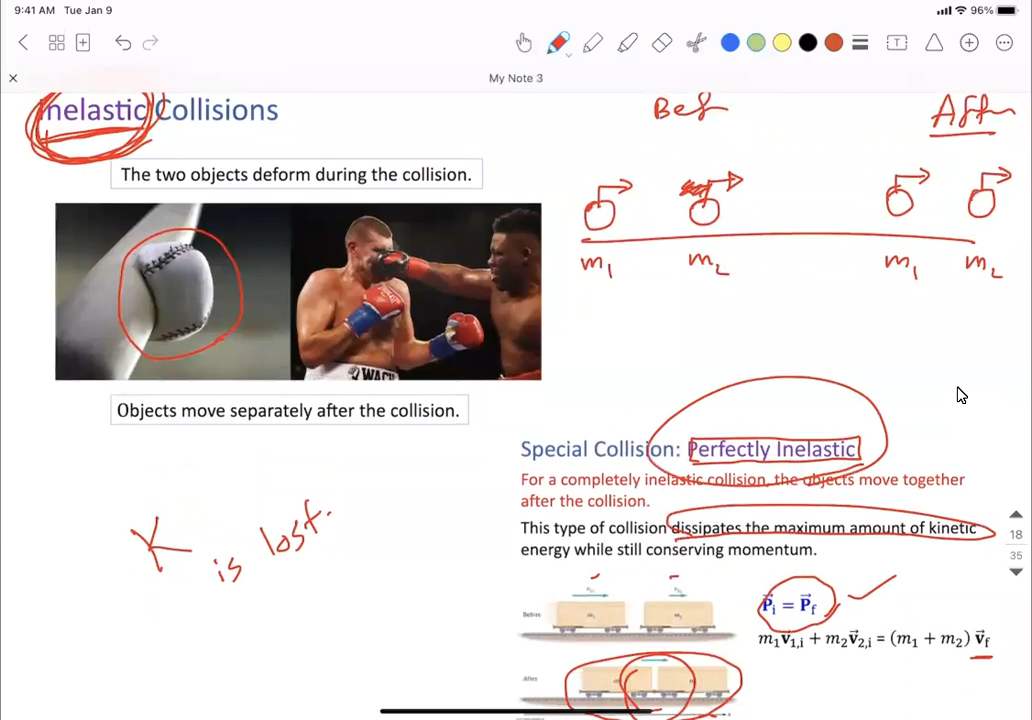 9:41 AM Tue Jan 9
96%
My Note 3
Inelastic Collisions
Bef
The two objects deform during the collision.
m₁ m₂ m₁ m₂
WACH
Objects move separately after the collision.
Special Collision: Perfectly Inelastic
For a completely inelastic collision, the objects move together
after the collision.
This type of collision dissipates the maximum amount of kinetic
energy while still conserving momentum.
K is lost.
18
35
Before
m₁
P⃗i = P⃗f
m₁v⃗₁,i + m₂v⃗₂,i = (m₁ + m₂) v⃗f
After